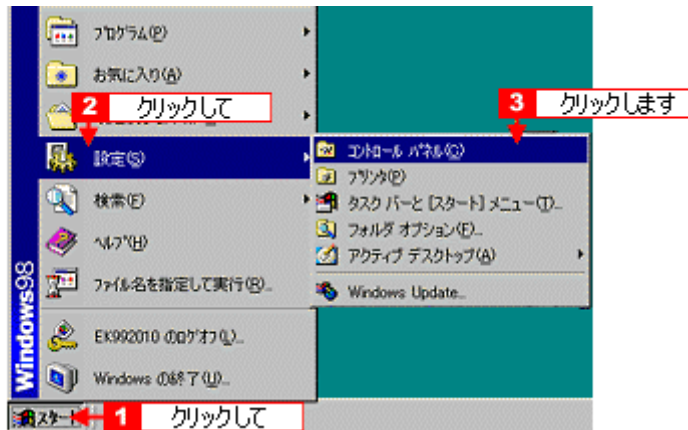 プログラム(P)
お気に入り(A)
2 クリックして
設定(S)
検索(F)
ヘルプ(H)
ファイル名を指定して実行(R)...
EK992010 のログオフ(L)...
Windows の終了(U)...
Windows98
スタート
1 クリックして
3 クリックします
コントロール パネル(C)
プリンタ(P)
タスク バーと [スタート] メニュー(T)...
フォルダ オプション(F)...
アクティブ デスクトップ(A)
Windows Update...